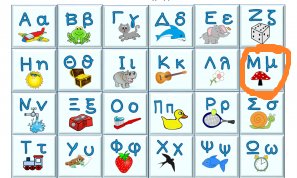 Α α Β β Γ γ Δ δ Ε ε Ζ ζ
Η η Θ θ Ι ι Κ κ Λ λ Μ μ
Ν ν Ξ ξ Ο ο Π π Ρ ρ Σ σ
Τ τ Υ υ Φ φ Χ χ Ψ ψ Ω ω